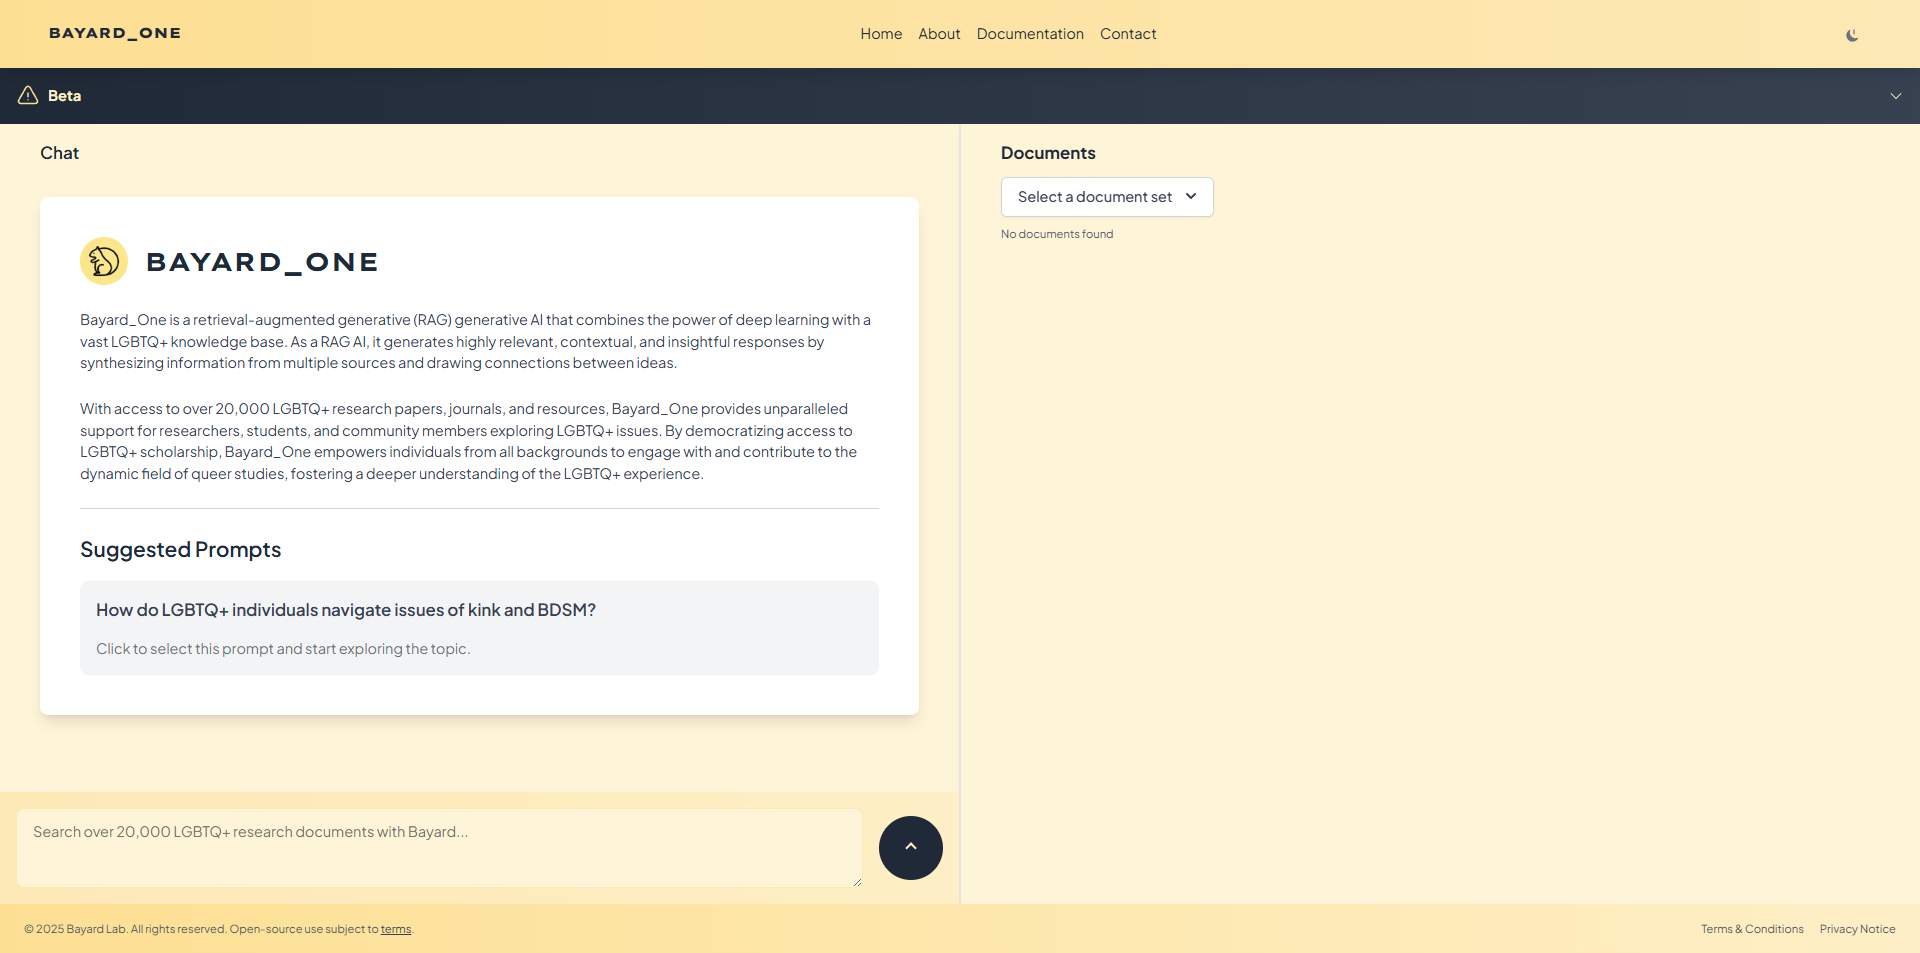 BAYARD_ONE
Home About Documentation Contact
Beta
Chat
BAYARD_ONE
Bayard_One is a retrieval-augmented generative (RAG) generative AI that combines the power of deep learning with a
vast LGBTQ+ knowledge base. As a RAG AI, it generates highly relevant, contextual, and insightful responses by
synthesizing information from multiple sources and drawing connections between ideas.
With access to over 20,000 LGBTQ+ research papers, journals, and resources, Bayard_One provides unparalleled
support for researchers, students, and community members exploring LGBTQ+ issues. By democratizing access to
LGBTQ+ scholarship, Bayard_One empowers individuals from all backgrounds to engage with and contribute to the
dynamic field of queer studies, fostering a deeper understanding of the LGBTQ+ experience.
Suggested Prompts
How do LGBTQ+ individuals navigate issues of kink and BDSM?
Click to select this prompt and start exploring the topic.
Search over 20,000 LGBTQ+ research documents with Bayard...
Documents
Select a document set
No documents found
© 2025 Bayard Lab. All rights reserved. Open-source use subject to terms.
Terms & Conditions Privacy Notice